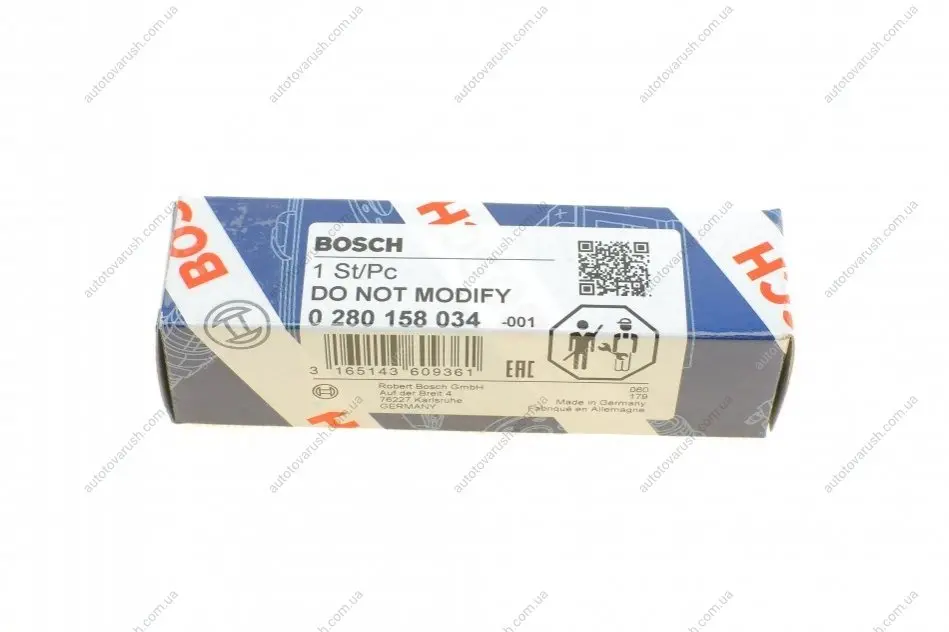 BOSCH
1 St/Pc
DO NOT MODIFY
0 280 158 034 -001
3 165143 609361
EAC
Robert Bosch GmbH
Auf der Breit 4
76227 Karlsruhe
GERMANY
060
179
Made in Germany
Fabriqué en Allemagne
BOSCH
autotovarush.com.ua